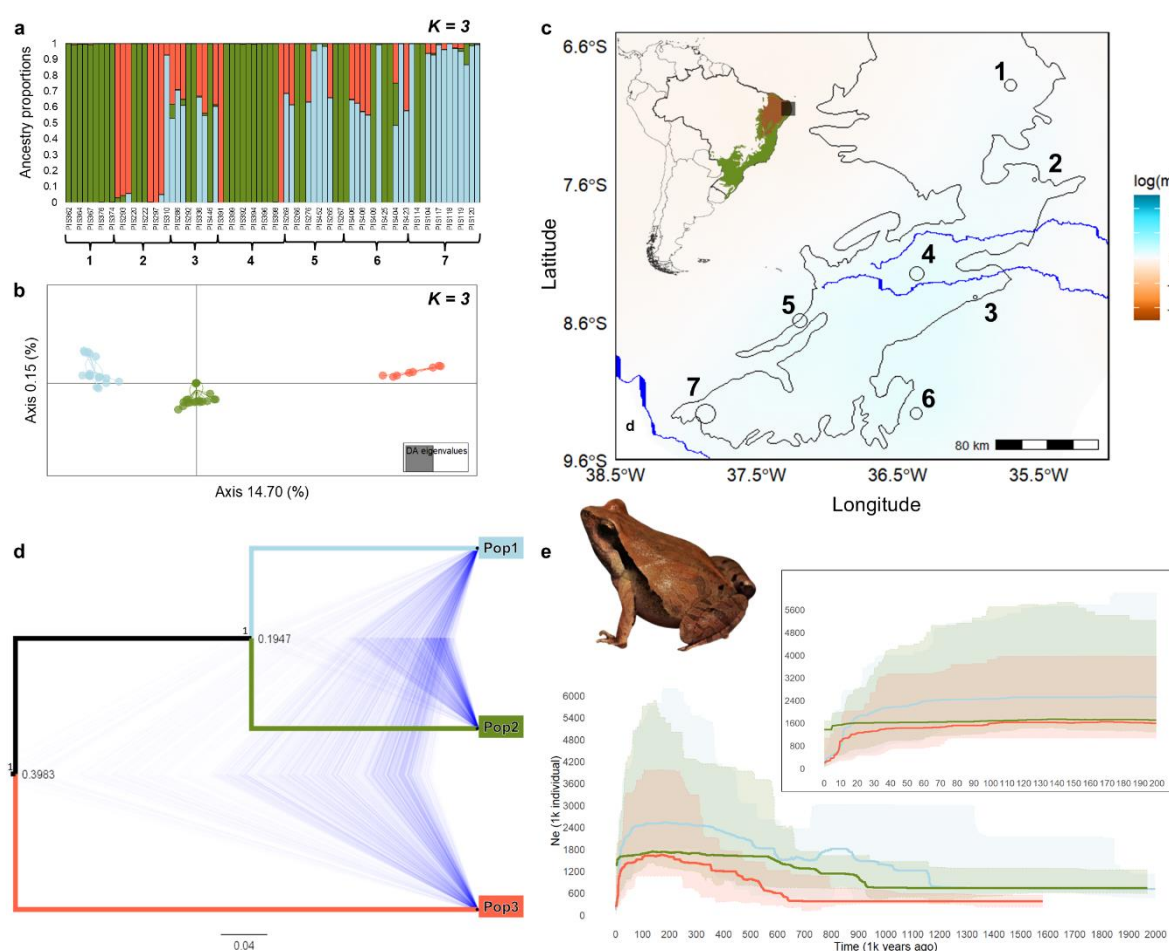 a
K = 3
Ancestry proportions
1
0.9
0.8
0.7
0.6
0.5
0.4
0.3
0.2
0.1
0
1 2 3 4 5 6 7
b
K = 3
Axis 0.15 (%)
Axis 14.70 (%)
DA eigenvalues
c
6.6°S
7.6°S
8.6°S
9.6°S
Latitude
1
2
4
3
5
7
6
d
80 km
38.5°W 37.5°W 36.5°W 35.5°W
Longitude
log(m
d
Pop1
1
0.1947
Pop2
1
0.3983
Pop3
0.04
e
5600
4800
4000
3200
2400
1600
800
0
0 10 20 30 40 50 60 70 80 90 100 110 120 130 140 150 160 170 180 190 200
6000
5400
4800
4200
3600
3000
2400
1800
1200
600
0
Ne (1k individual)
0 100 200 300 400 500 600 700 800 900 1000 1100 1200 1300 1400 1500 1600 1700 1800 1900 2000
Time (1k years ago)